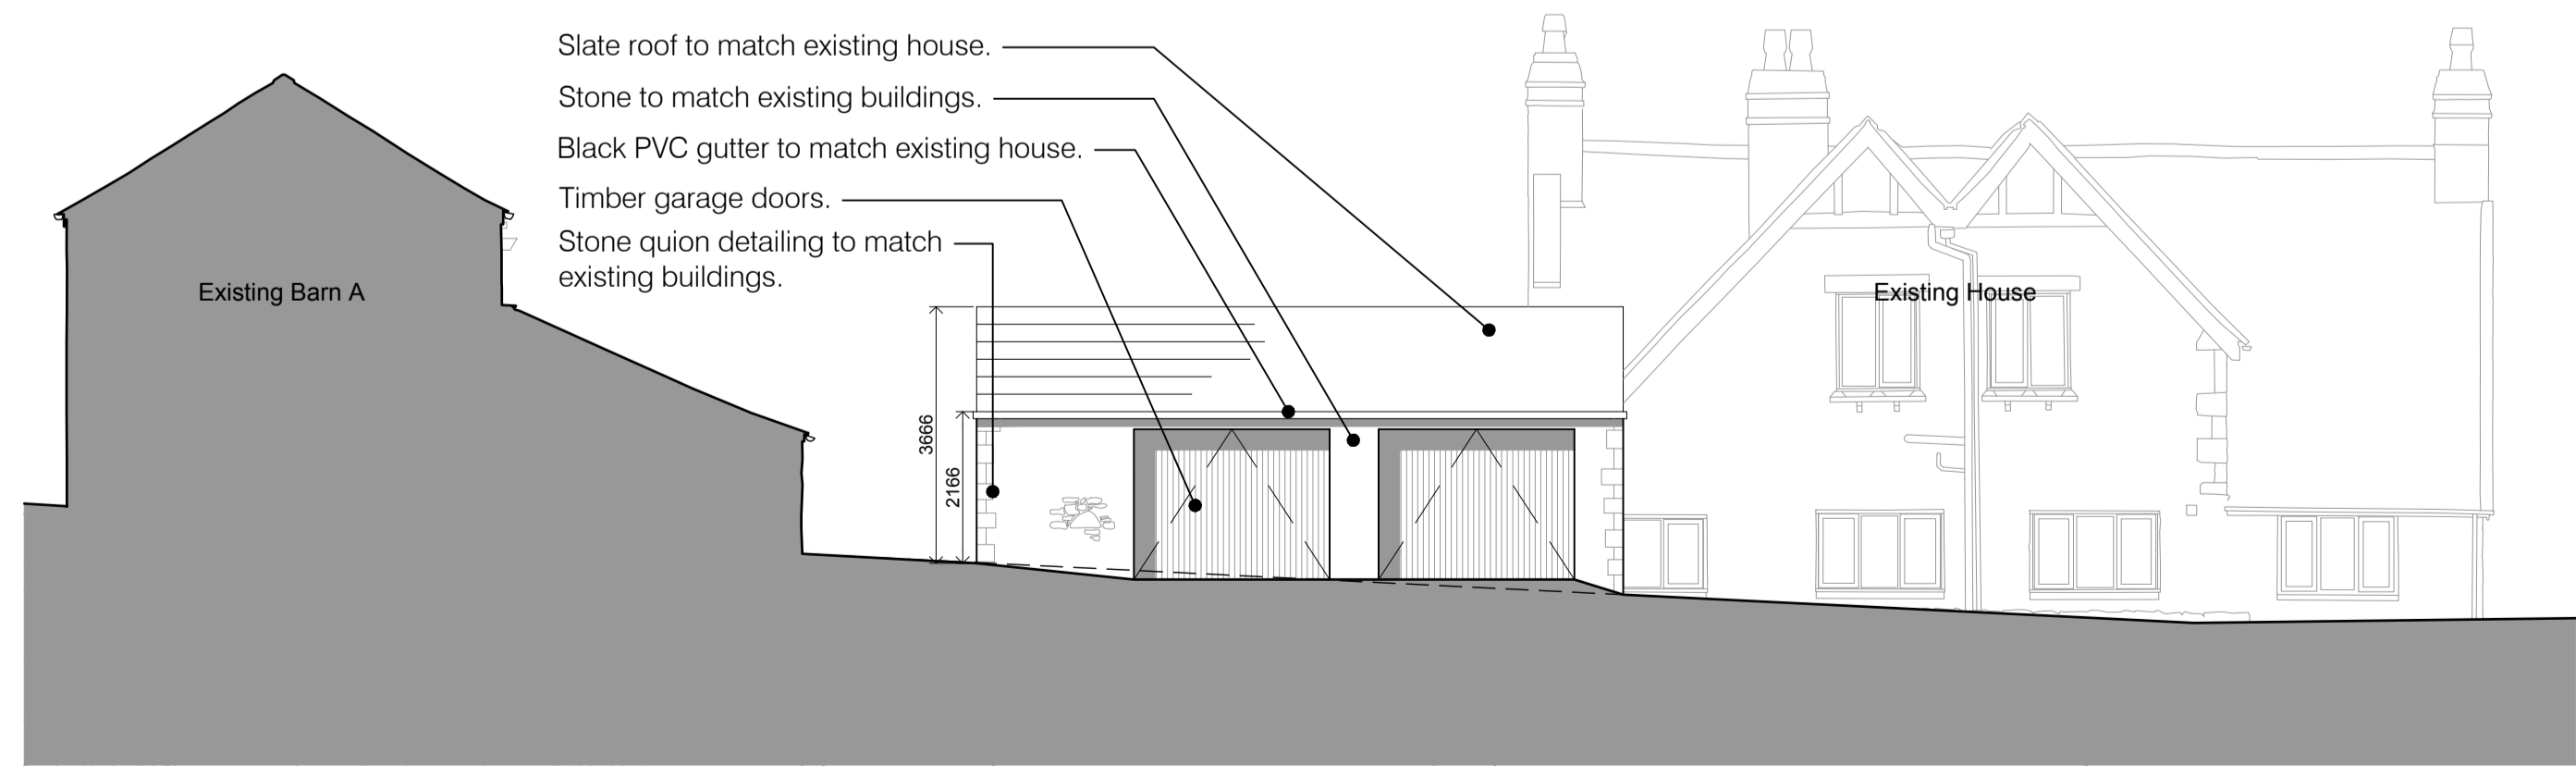 Slate roof to match existing house.
Stone to match existing buildings.
Black PVC gutter to match existing house.
Timber garage doors.
Stone quion detailing to match
existing buildings.
Existing Barn A
Existing House
3666
2166